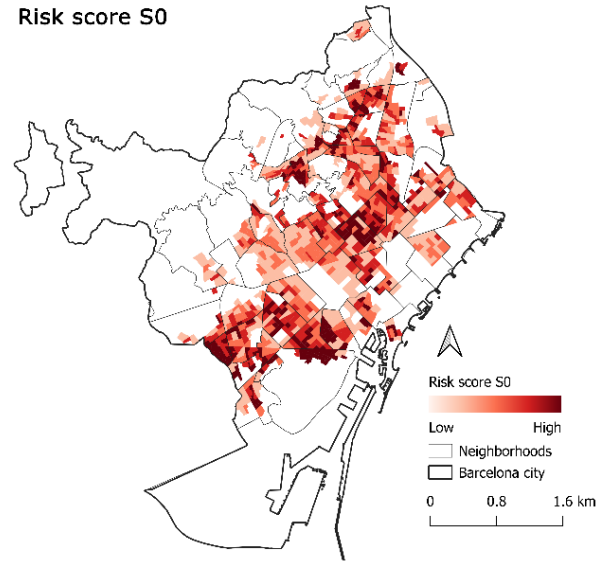 Risk score S0
Risk score S0
Low High
Neighborhoods
Barcelona city
0 0.8 1.6 km